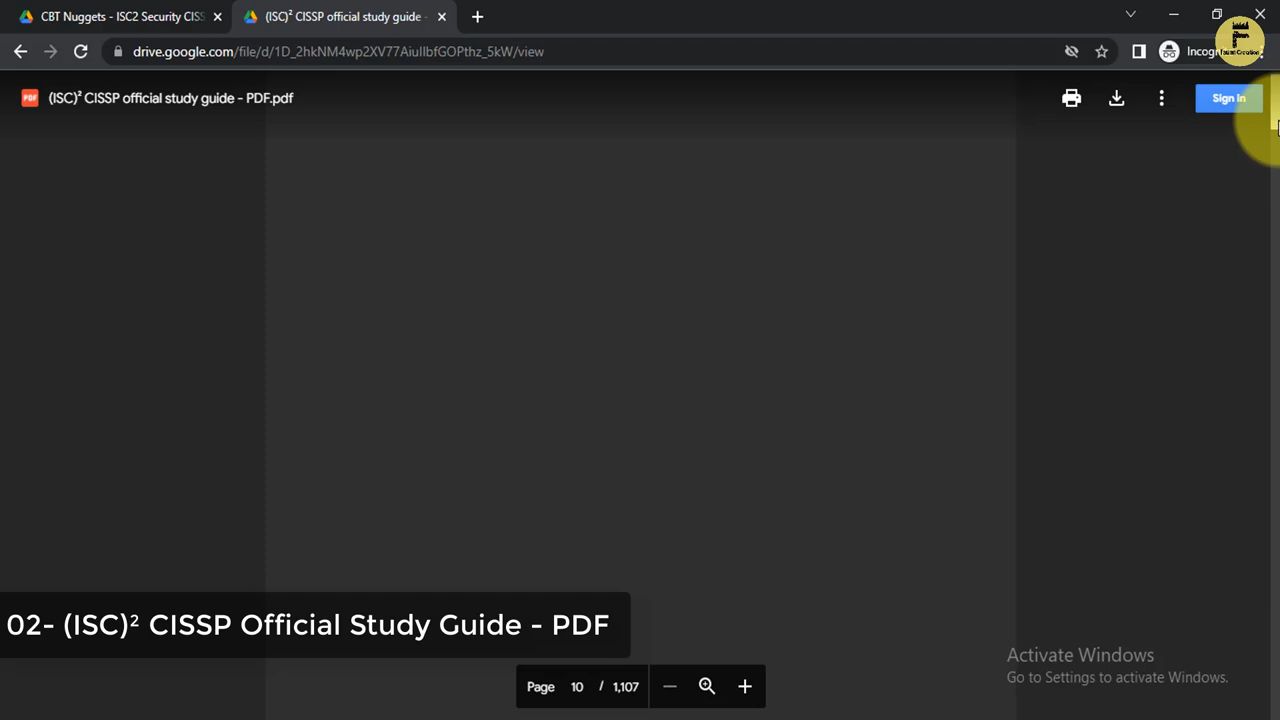 CBT Nuggets - ISC2 Security CISS
(ISC)² CISSP official study guide -
drive.google.com/file/d/1D_2hkNM4wp2XV77AiuIIbfGOPthz_5kW/view
(ISC)² CISSP official study guide - PDF.pdf
Sign in
02- (ISC)² CISSP Official Study Guide - PDF
Page 10 / 1,107
Activate Windows
Go to Settings to activate Windows.